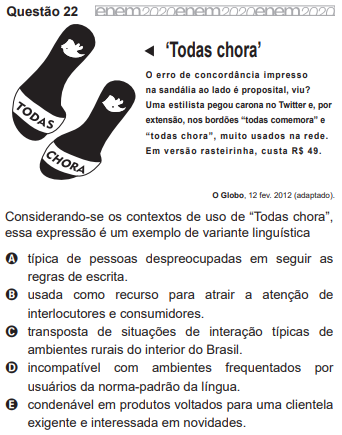 Questão 22
enem2020enem2020enem2020
‘Todas chora’
O erro de concordância impresso
na sandália ao lado é proposital, viu?
Uma estilista pegou carona no Twitter e, por
extensão, nos bordões “todas comemora” e
“todas chora”, muito usados na rede.
Em versão rasteirinha, custa R$ 49.
TODAS
CHORA
O Globo, 12 fev. 2012 (adaptado).
Considerando-se os contextos de uso de “Todas chora”,
essa expressão é um exemplo de variante linguística
A típica de pessoas despreocupadas em seguir as
regras de escrita.
B usada como recurso para atrair a atenção de
interlocutores e consumidores.
C transposta de situações de interação típicas de
ambientes rurais do interior do Brasil.
D incompatível com ambientes frequentados por
usuários da norma-padrão da língua.
E condenável em produtos voltados para uma clientela
exigente e interessada em novidades.